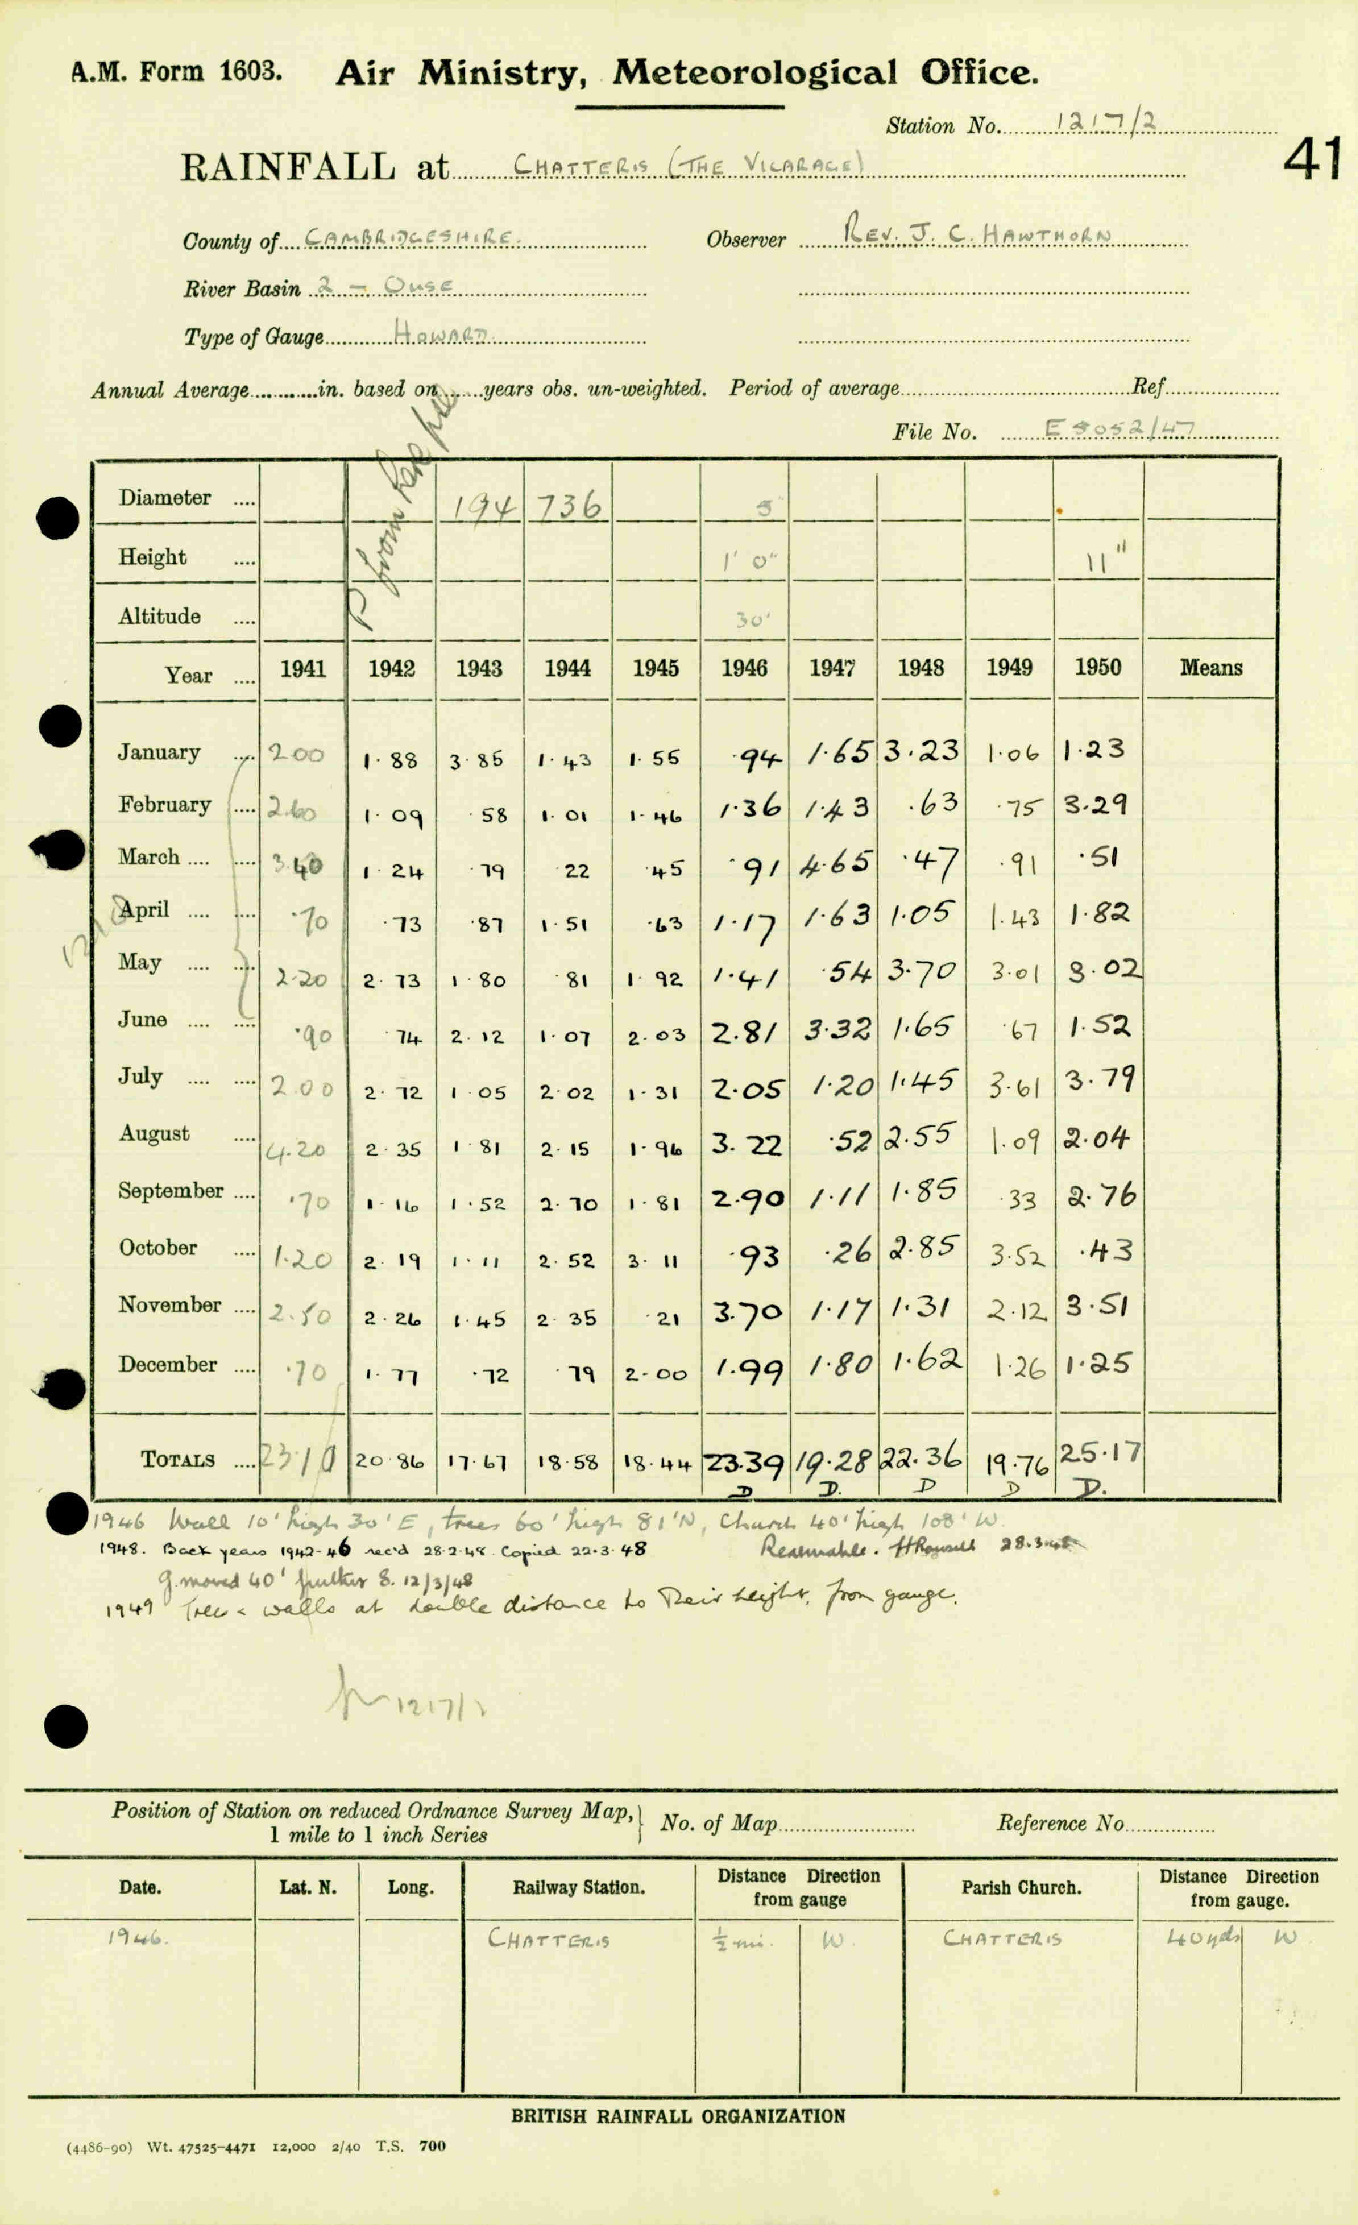 A.M. Form 1603. Air Ministry, Meteorological Office.
Station No. 1217/2
RAINFALL at CHATTERIS (THE VICARAGE) 41
County of CAMBRIDGESHIRE. Observer REV. J. C. HAWTHORN
River Basin 2 - OUSE
Type of Gauge HOWARD
Annual Average in. based on years obs. un-weighted. Period of average Ref.
File No. E 5052/47
P from
Diameter 194 736 5
Height 1' 0" 11"
Altitude 30'
Year 1941 1942 1943 1944 1945 1946 1947 1948 1949 1950 Means
January 2.00 1.88 3.85 1.43 1.55 .94 1.65 3.23 1.06 1.23
February 2.60 1.09 .58 1.01 1.46 1.36 1.43 .63 .75 3.29
March 3.40 1.24 .79 .22 .45 .91 4.65 .47 .91 .51
April .70 .73 .87 1.51 .63 1.17 1.63 1.05 1.43 1.82
May 2.20 2.73 1.80 .81 1.92 1.41 .54 3.70 3.01 3.02
June .90 .74 2.12 1.07 2.03 2.81 3.32 1.65 .67 1.52
July 2.00 2.72 1.05 2.02 1.31 2.05 1.20 1.45 3.61 3.79
August 4.20 2.35 1.81 2.15 1.96 3.22 .52 2.55 1.09 2.04
September .70 1.16 1.52 2.70 1.81 2.90 1.11 1.85 .33 2.76
October 1.20 2.19 1.11 2.52 3.11 .93 .26 2.85 3.52 .43
November 2.50 2.26 1.45 2.35 .21 3.70 1.17 1.31 2.12 3.51
December .70 1.77 .72 .79 2.00 1.99 1.80 1.62 1.26 1.25
TOTALS 23.10 20.86 17.67 18.58 18.44 23.39 19.28 22.36 19.76 25.17
D D. D D D.
1946 Wall 10' high 30' E, trees 60' high 81' N, Church 40' high 108' W.
1948. Back years 1942-46 rec'd 28.2.48. Copied 22.3.48 Reasonable. 28.3.48
g. moved 40' further S. 12/3/48
1949 Trees & walls at double distance to their height, from gauge.
1217/1
Position of Station on reduced Ordnance Survey Map, 1 mile to 1 inch Series No. of Map Reference No.
Date. Lat. N. Long. Railway Station. Distance Direction from gauge Parish Church. Distance Direction from gauge.
1946. CHATTERIS ½ mi. W. CHATTERIS 40 yds W.
BRITISH RAINFALL ORGANIZATION
(4486-90) Wt. 47525-4471 12,000 2/40 T.S. 700